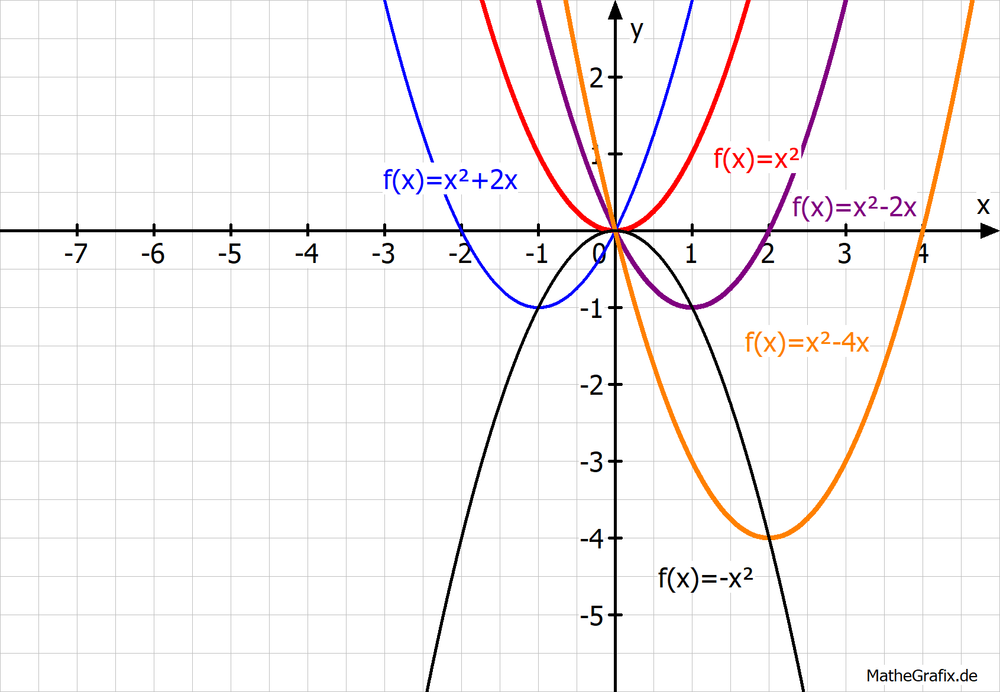 y
2
1
f(x)=x²
f(x)=x²+2x
f(x)=x²-2x
x
-7 -6 -5 -4 -3 -2 -1 0 1 2 3 4
-1
f(x)=x²-4x
-2
-3
-4
f(x)=-x²
-5
MatheGrafix.de